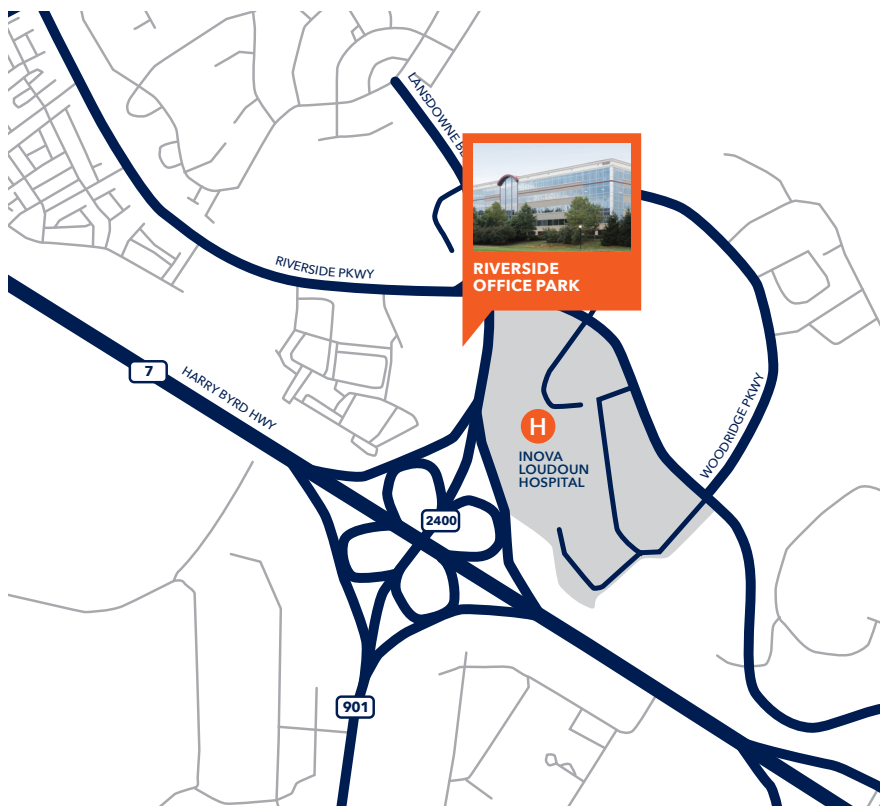 LANSDOWNE
RIVERSIDE
OFFICE PARK
RIVERSIDE PKWY
7
HARRY BYRD HWY
WOODRIDGE PKWY
H
INOVA
LOUDOUN
HOSPITAL
2400
901